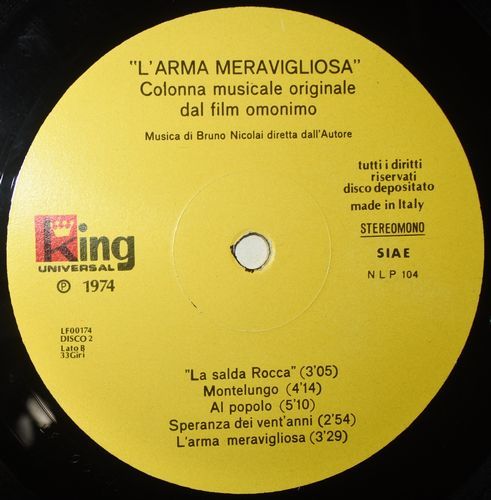 "L'ARMA MERAVIGLIOSA"
Colonna musicale originale
dal film omonimo
Musica di Bruno Nicolai diretta dall'Autore
tutti i diritti
riservati
disco depositato
made in Italy
STEREOMONO
SIAE
NLP 104
King
UNIVERSAL
Ⓟ 1974
LF00174
DISCO 2
Lato B
33Giri
"La salda Rocca" (3'05)
Montelungo (4'14)
Al popolo (5'10)
Speranza dei vent'anni (2'54)
L'arma meravigliosa (3'29)